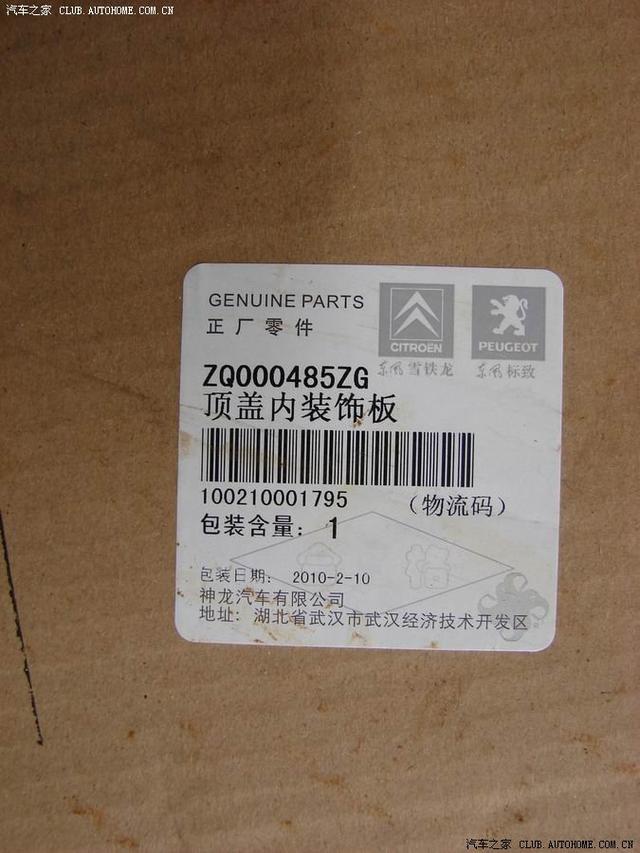 汽车之家 CLUB.AUTOHOME.COM.CN
GENUINE PARTS
正厂零件
CITROEN
PEUGEOT
东风雪铁龙
东风标致
ZQ000485ZG
顶盖内装饰板
100210001795 （物流码）
包装含量： 1
包装日期： 2010-2-10
神龙汽车有限公司
地址： 湖北省武汉市武汉经济技术开发区
汽车之家 CLUB.AUTOHOME.COM.CN